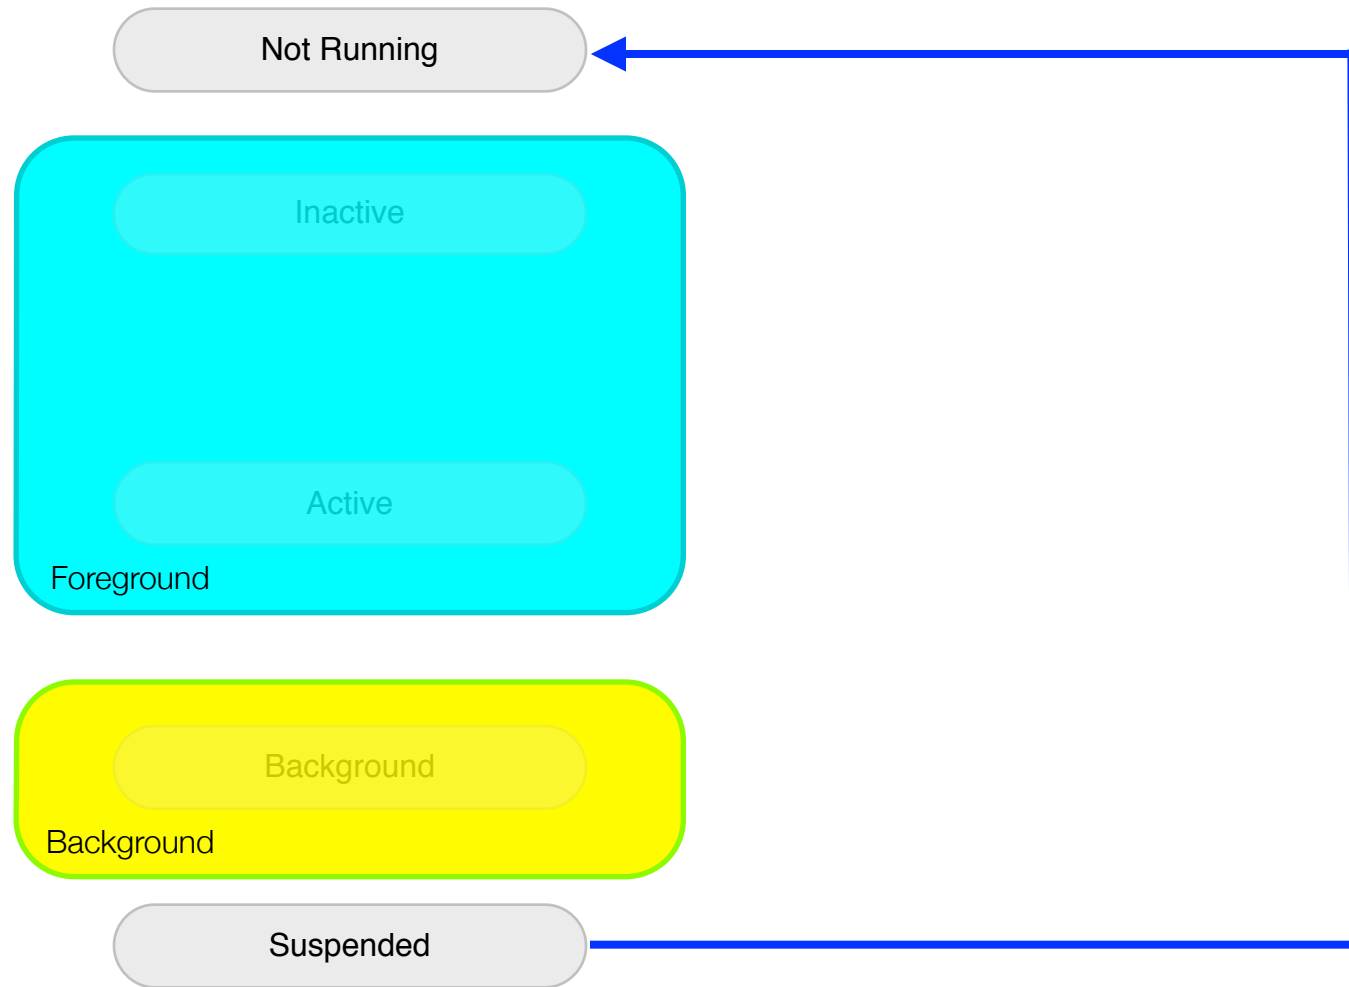 Not Running
Inactive
Active
Foreground
Background
Background
Suspended